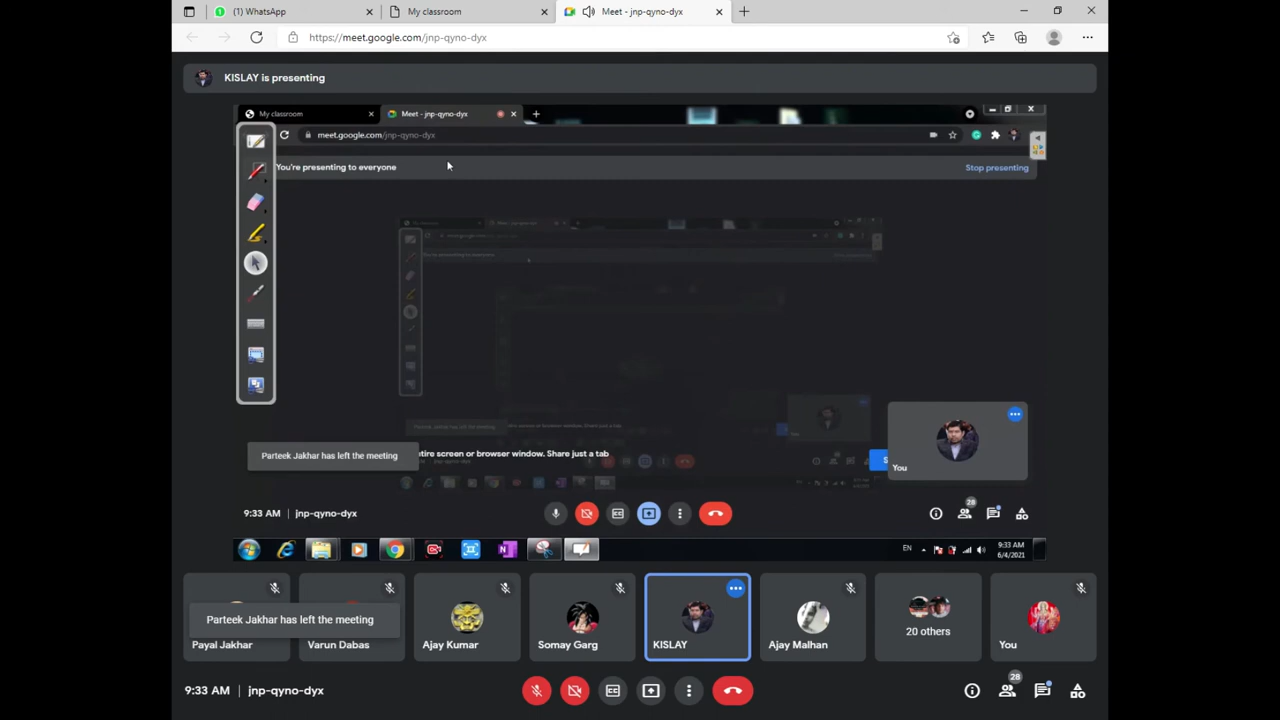 (1) WhatsApp
My classroom
Meet - jnp-qyno-dyx
https://meet.google.com/jnp-qyno-dyx
KISLAY is presenting
My classroom
Meet - jnp-qyno-dyx
meet.google.com/jnp-qyno-dyx
You're presenting to everyone
Stop presenting
Parteek Jakhar has left the meeting
tire screen or browser window. Share just a tab
S
You
9:33 AM | jnp-qyno-dyx
28
EN
9:33 AM
6/4/2021
Parteek Jakhar has left the meeting
Payal Jakhar
Varun Dabas
Ajay Kumar
Somay Garg
KISLAY
Ajay Malhan
20 others
You
9:33 AM | jnp-qyno-dyx
28